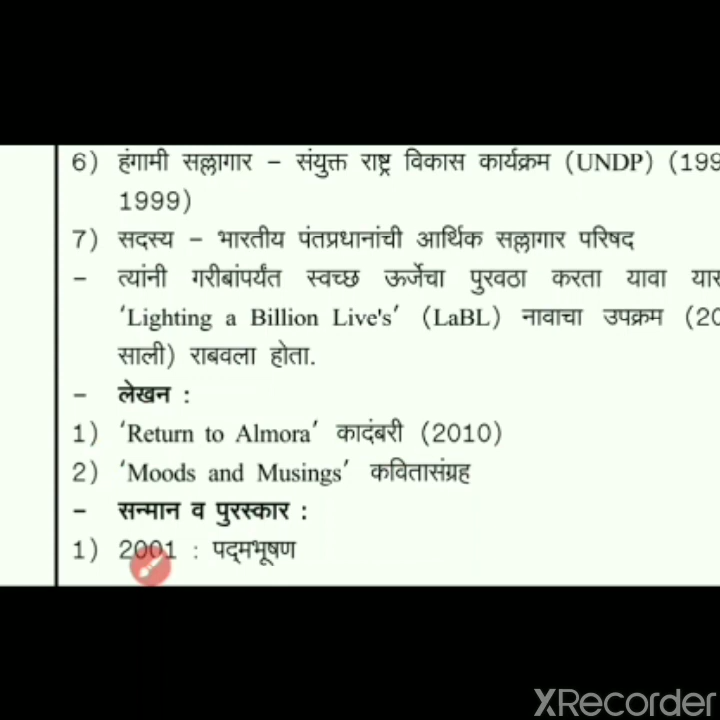 6) हंगामी सल्लागार – संयुक्त राष्ट्र विकास कार्यक्रम (UNDP) (199
1999)
7) सदस्य – भारतीय पंतप्रधानांची आर्थिक सल्लागार परिषद
– त्यांनी गरीबांपर्यंत स्वच्छ ऊर्जेचा पुरवठा करता यावा यास
‘Lighting a Billion Live's’ (LaBL) नावाचा उपक्रम (20
साली) राबवला होता.
– लेखन :
1) ‘Return to Almora’ कादंबरी (2010)
2) ‘Moods and Musings’ कवितासंग्रह
– सन्मान व पुरस्कार :
1) 2001 : पद्मभूषण
XRecorder